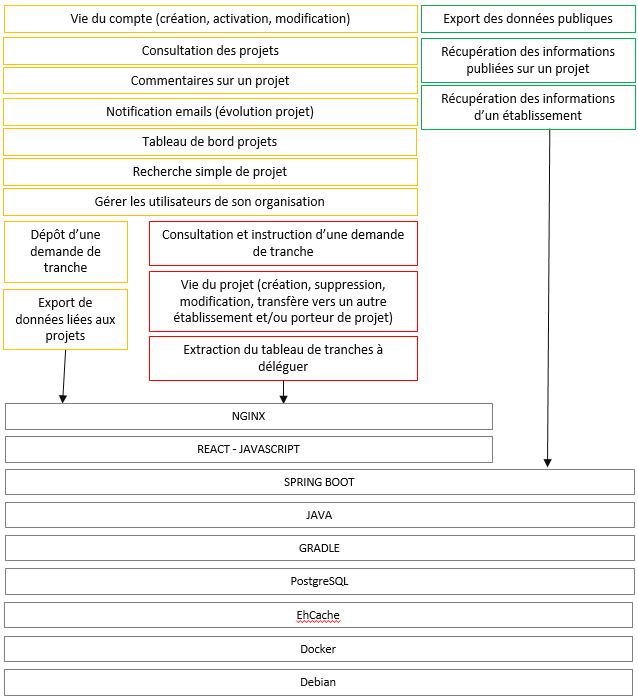 Vie du compte (création, activation, modification)
Consultation des projets
Commentaires sur un projet
Notification emails (évolution projet)
Tableau de bord projets
Recherche simple de projet
Gérer les utilisateurs de son organisation
Export des données publiques
Récupération des informations
publiées sur un projet
Récupération des informations
d’un établissement
Dépôt d’une
demande de
tranche
Export de
données liées aux
projets
Consultation et instruction d’une demande
de tranche
Vie du projet (création, suppression,
modification, transfère vers un autre
établissement et/ou porteur de projet)
Extraction du tableau de tranches à
déléguer
NGINX
REACT - JAVASCRIPT
SPRING BOOT
JAVA
GRADLE
PostgreSQL
EhCache
Docker
Debian